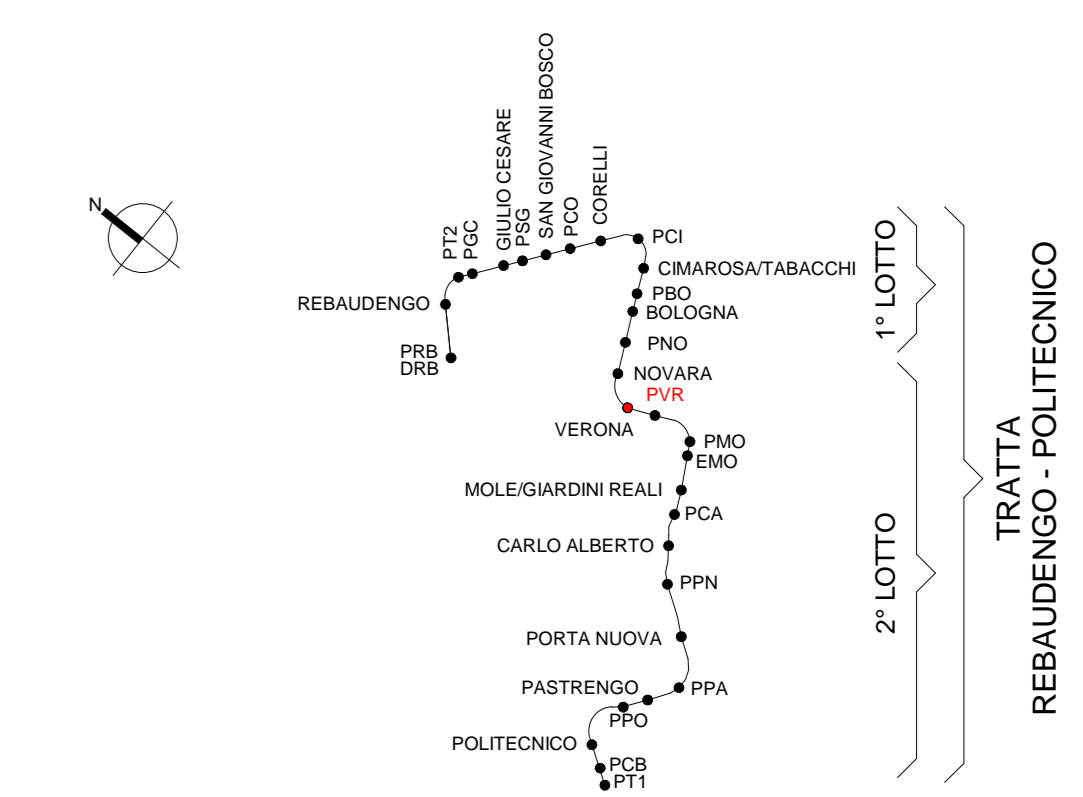 N
PT2
PGC
GIULIO CESARE
PSG
SAN GIOVANNI BOSCO
PCO
CORELLI
PCI
CIMAROSA/TABACCHI
REBAUDENGO
PBO
BOLOGNA
PRB
DRB
PNO
NOVARA
PVR
VERONA
PMO
EMO
MOLE/GIARDINI REALI
PCA
CARLO ALBERTO
PPN
PORTA NUOVA
PASTRENGO
PPA
PPO
POLITECNICO
PCB
PT1
1° LOTTO
2° LOTTO
TRATTA
REBAUDENGO - POLITECNICO